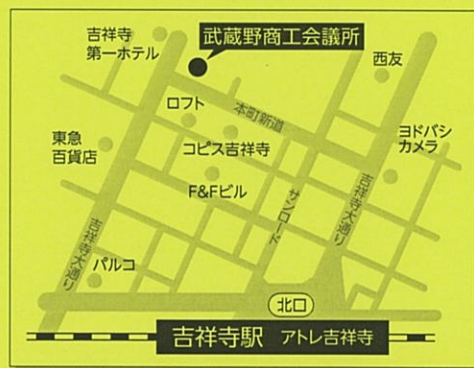 吉祥寺
第一ホテル
武蔵野商工会議所
西友
ロフト
本町新道
ヨドバシ
カメラ
東急
百貨店
コピス吉祥寺
F&Fビル
サンロード
吉祥寺大通り
吉祥寺大通り
パルコ
北口
吉祥寺駅 アトレ吉祥寺